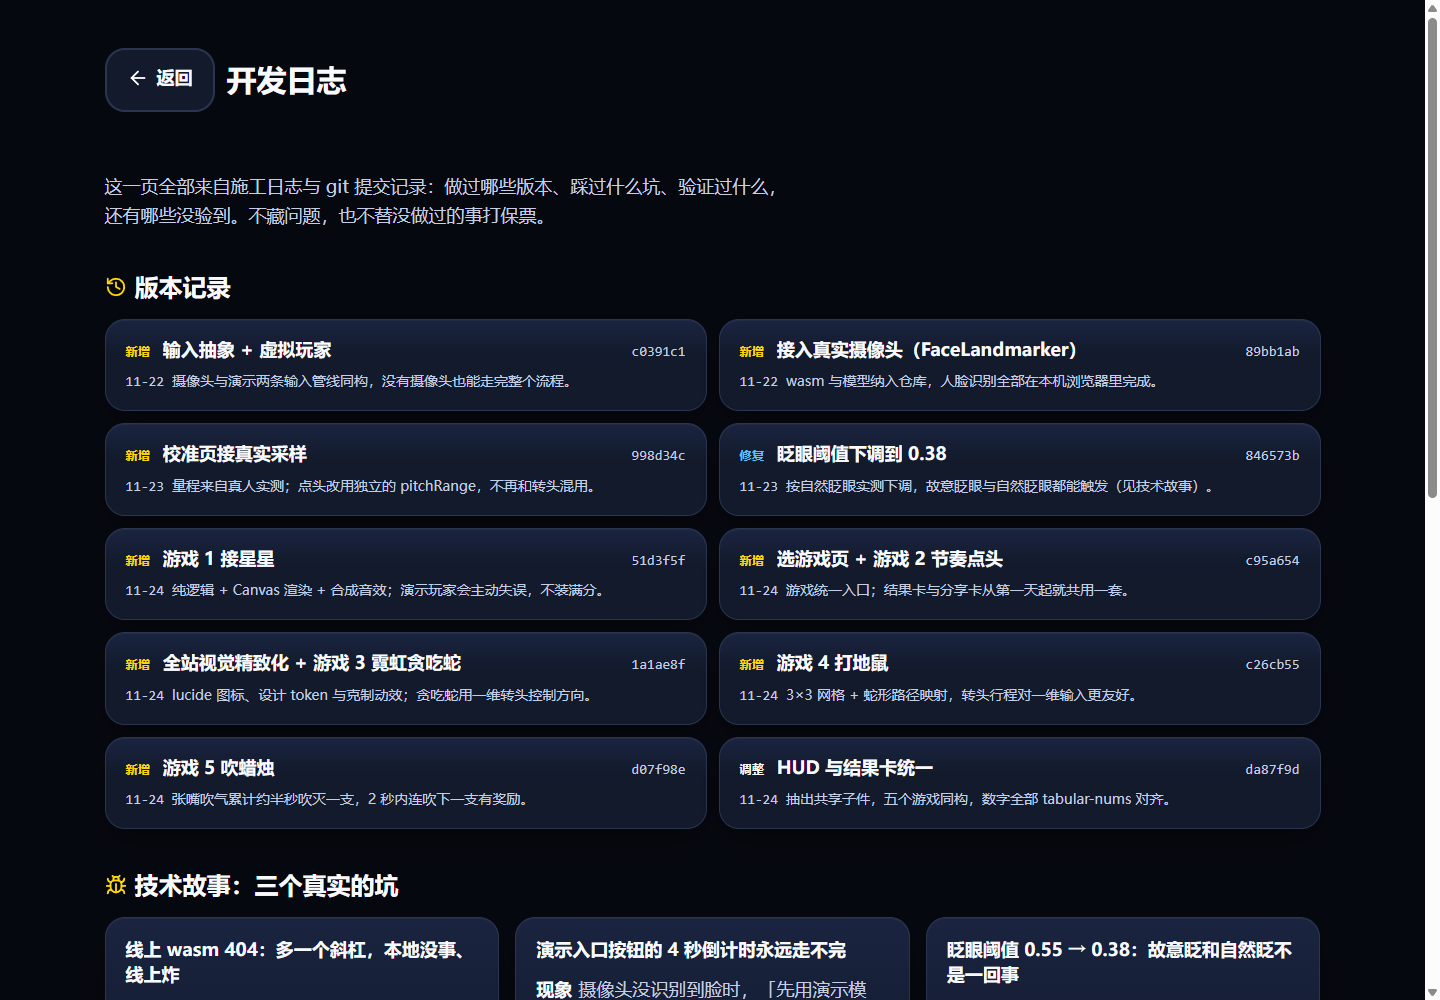 返回
开发日志
这一页全部来自施工日志与 git 提交记录：做过哪些版本、踩过什么坑、验证过什么，
还有哪些没验到。不藏问题，也不替没做过的事打保票。
版本记录
新增 输入抽象 + 虚拟玩家 c0391c1
11-22 摄像头与演示两条输入管线同构，没有摄像头也能走完整个流程。
新增 接入真实摄像头（FaceLandmarker） 89bb1ab
11-22 wasm 与模型纳入仓库，人脸识别全部在本机浏览器里完成。
新增 校准页接真实采样 998d34c
11-23 量程来自真人实测；点头改用独立的 pitchRange，不再和转头混用。
修复 眨眼阈值下调到 0.38 846573b
11-23 按自然眨眼实测下调，故意眨眼与自然眨眼都能触发（见技术故事）。
新增 游戏 1 接星星 51d3f5f
11-24 纯逻辑 + Canvas 渲染 + 合成音效；演示玩家会主动失误，不装满分。
新增 选游戏页 + 游戏 2 节奏点头 c95a654
11-24 游戏统一入口；结果卡与分享卡从第一天起就共用一套。
新增 全站视觉精致化 + 游戏 3 霓虹贪吃蛇 1a1ae8f
11-24 lucide 图标、设计 token 与克制动效；贪吃蛇用一维转头控制方向。
新增 游戏 4 打地鼠 c26cb55
11-24 3×3 网格 + 蛇形路径映射，转头行程对一维输入更友好。
新增 游戏 5 吹蜡烛 d07f98e
11-24 张嘴吹气累计约半秒吹灭一支，2 秒内连吹下一支有奖励。
调整 HUD 与结果卡统一 da87f9d
11-24 抽出共享子件，五个游戏同构，数字全部 tabular-nums 对齐。
技术故事：三个真实的坑
线上 wasm 404：多一个斜杠，本地没事、
线上炸
演示入口按钮的 4 秒倒计时永远走不完
现象 摄像头没识别到脸时，「先用演示模
眨眼阈值 0.55 → 0.38：故意眨和自然眨不
是一回事